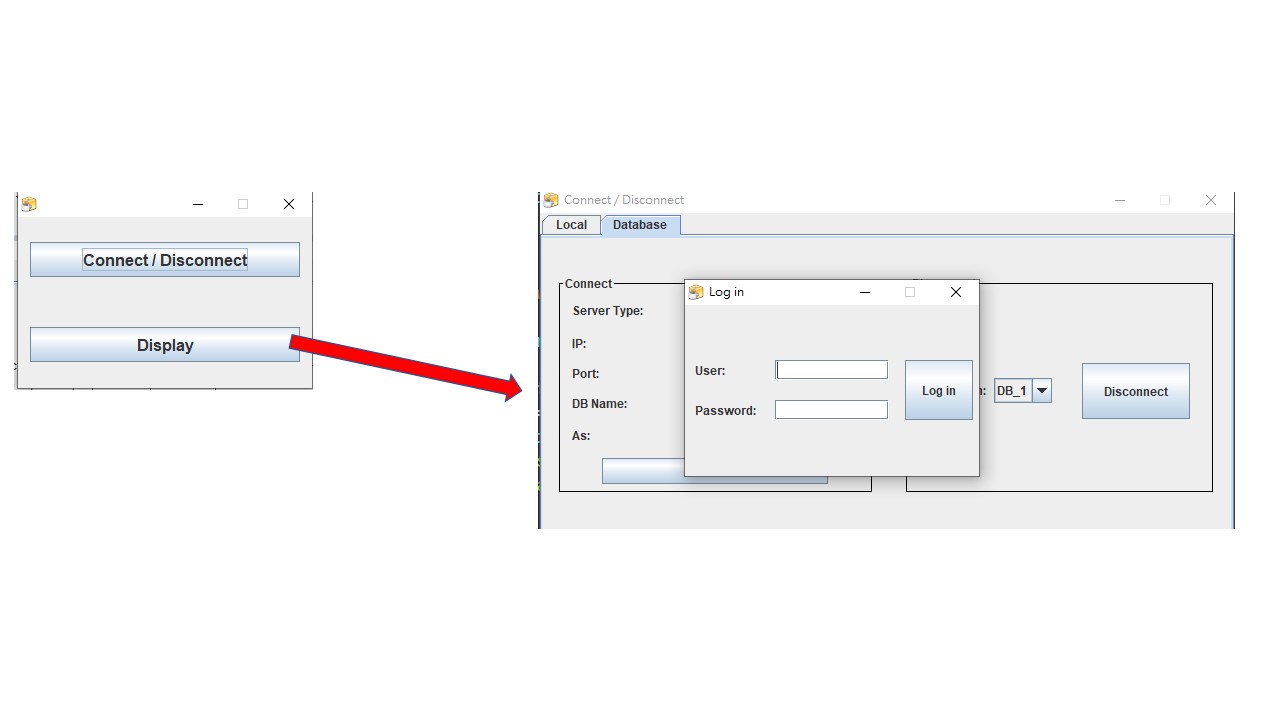 Connect / Disconnect
Display
Connect / Disconnect
Local
Database
Connect
Server Type:
IP:
Port:
DB Name:
As:
Log in
User:
Password:
Log in
DB_1
Disconnect